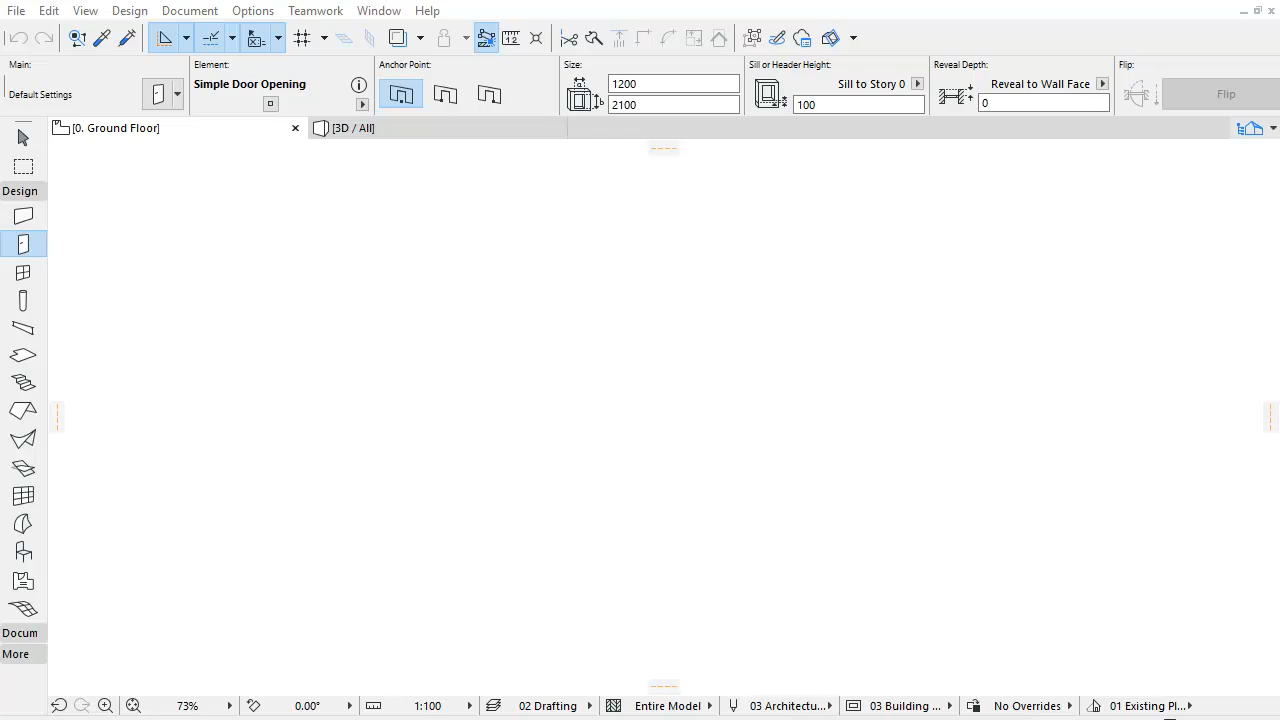 File Edit View Design Document Options Teamwork Window Help
Main: Element: Anchor Point: Size: Sill or Header Height: Reveal Depth: Flip:
Simple Door Opening 1200 Sill to Story 0 Reveal to Wall Face
Default Settings 2100 100 0 Flip
[0. Ground Floor] [3D / All]
Design
Docum
More
73% 0.00° 1:100 02 Drafting Entire Model 03 Architectu... 03 Building ... No Overrides 01 Existing Pl...